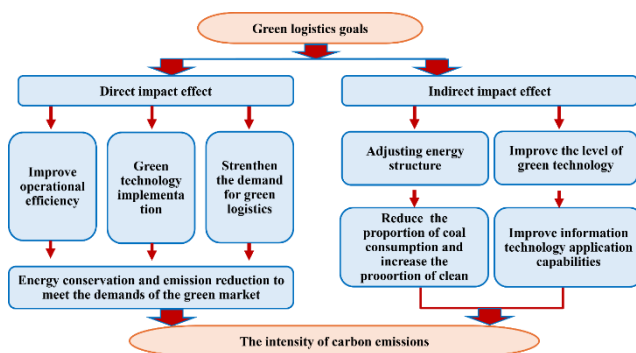 Green logistics goals
Direct impact effect
Indirect impact effect
Improve
operational
efficiency
Green
technology
implementa
tion
Strenthen the
demand for
green logistics
Adjusting energy
structure
Improve the level of
green technology
Energy conservation and emission reduction to
meet the demands of the green market
Reduce the
proportion of coal
consumption and
increase the
proportion of clean
Improve information
technology application
capabilities
The intensity of carbon emissions